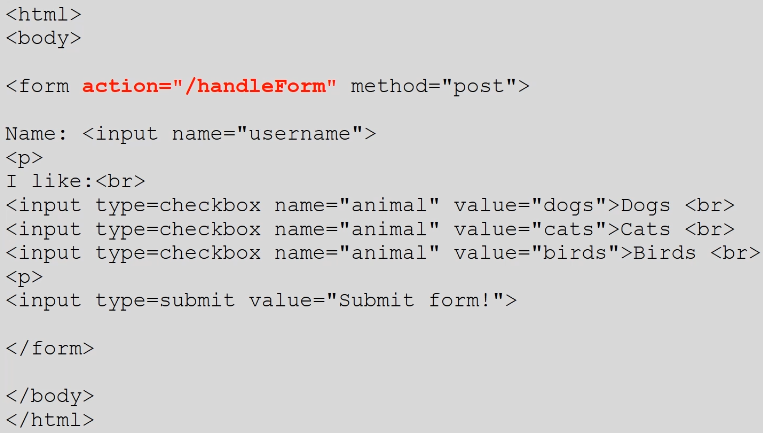 <html>
<body>
<form action="/handleForm" method="post">
Name: <input name="username">
<p>
I like:<br>
<input type=checkbox name="animal" value="dogs">Dogs <br>
<input type=checkbox name="animal" value="cats">Cats <br>
<input type=checkbox name="animal" value="birds">Birds <br>
<p>
<input type=submit value="Submit form!">
</form>
</body>
</html>